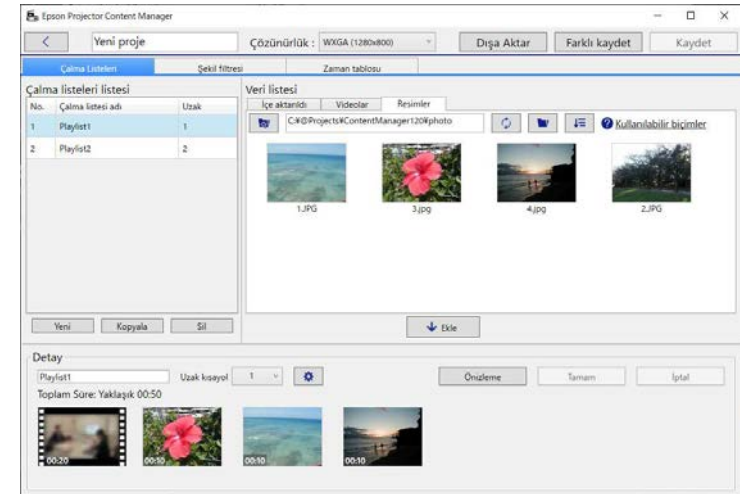 Epson Projector Content Manager
Yeni proje
Çözünürlük : WXGA (1280x800)
Dışa Aktar
Farklı kaydet
Kaydet
Çalma Listeleri
Şekil filtresi
Zaman tablosu
Çalma listeleri listesi
No. Çalma listesi adı Uzak
1 Playlist1 1
2 Playlist2 2
Yeni
Kopyala
Sil
Veri listesi
İçe aktarıldı
Videolar
Resimler
C:¥@Projects¥ContentManager120¥photo
Kullanılabilir biçimler
1.JPG
3.jpg
4.jpg
2.JPG
Ekle
Detay
Playlist1
Uzak kısayol 1
Önizleme
Tamam
İptal
Toplam Süre: Yaklaşık 00:50
00:20
00:10
00:10
00:10